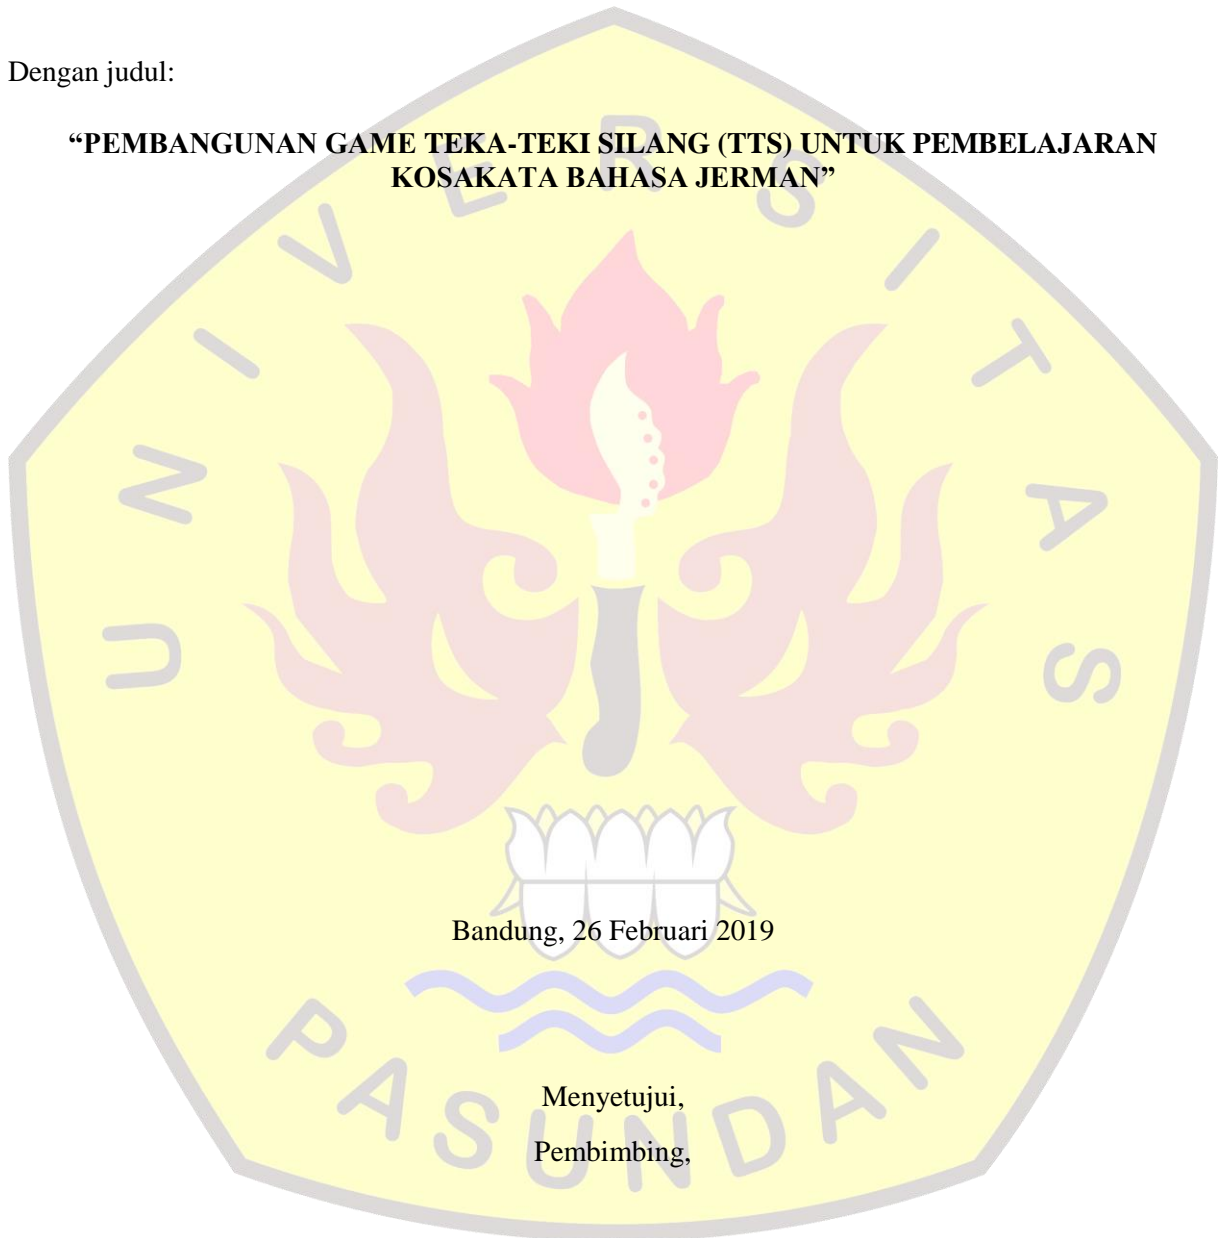 Dengan judul:
“PEMBANGUNAN GAME TEKA-TEKI SILANG (TTS) UNTUK PEMBELAJARAN
KOSAKATA BAHASA JERMAN”
UNIVERSITAS
Bandung, 26 Februari 2019
PASUNDAN
Menyetujui,
Pembimbing,